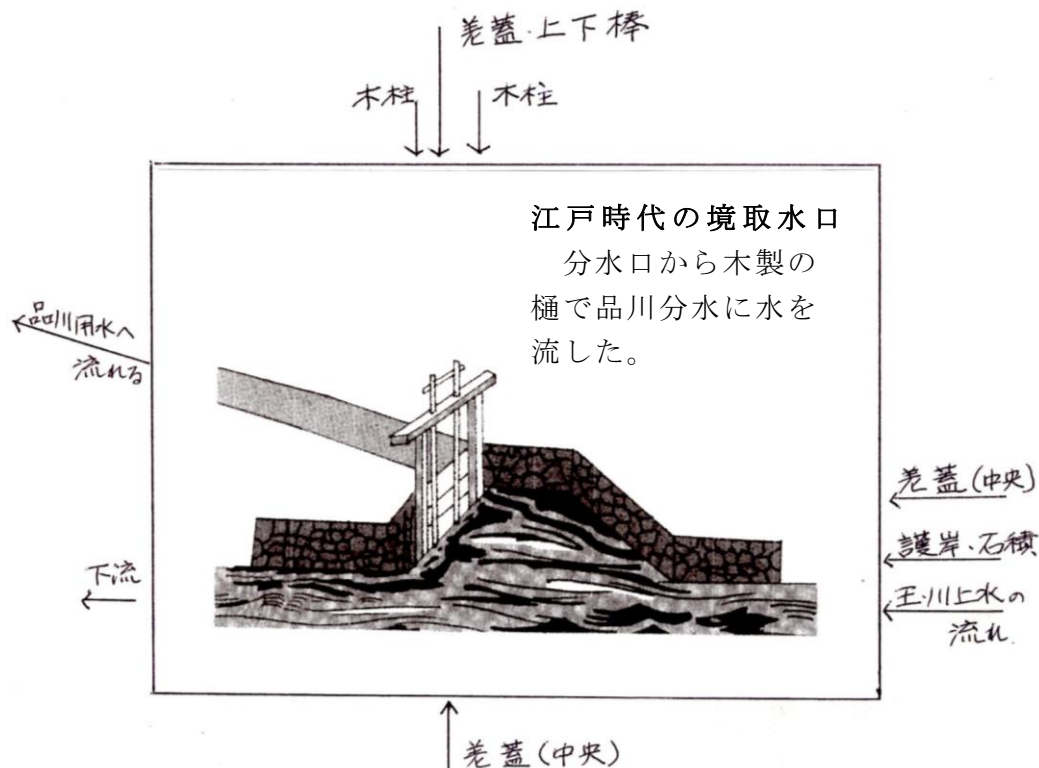 差蓋・上下棒
木柱
木柱
江戸時代の境取水口
分水口から木製の
樋で品川分水に水を
流した。
品川用水へ
流れる
差蓋(中央)
護岸、石積
下流
玉川上水の
流れ
差蓋(中央)